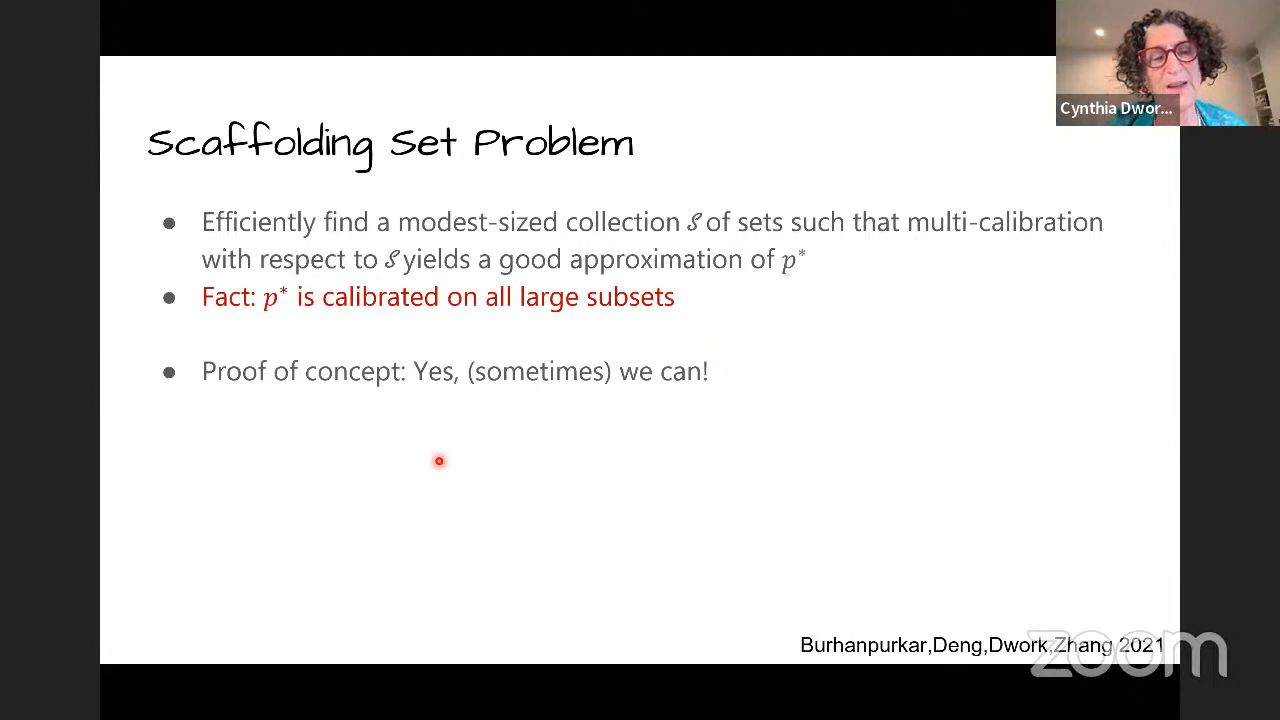 Cynthia Dwor...
Scaffolding Set Problem
● Efficiently find a modest-sized collection 𝒮 of sets such that multi-calibration
with respect to 𝒮 yields a good approximation of p*
● Fact: p* is calibrated on all large subsets
● Proof of concept: Yes, (sometimes) we can!
Burhanpurkar,Deng,Dwork,Zhang 2021
zoom